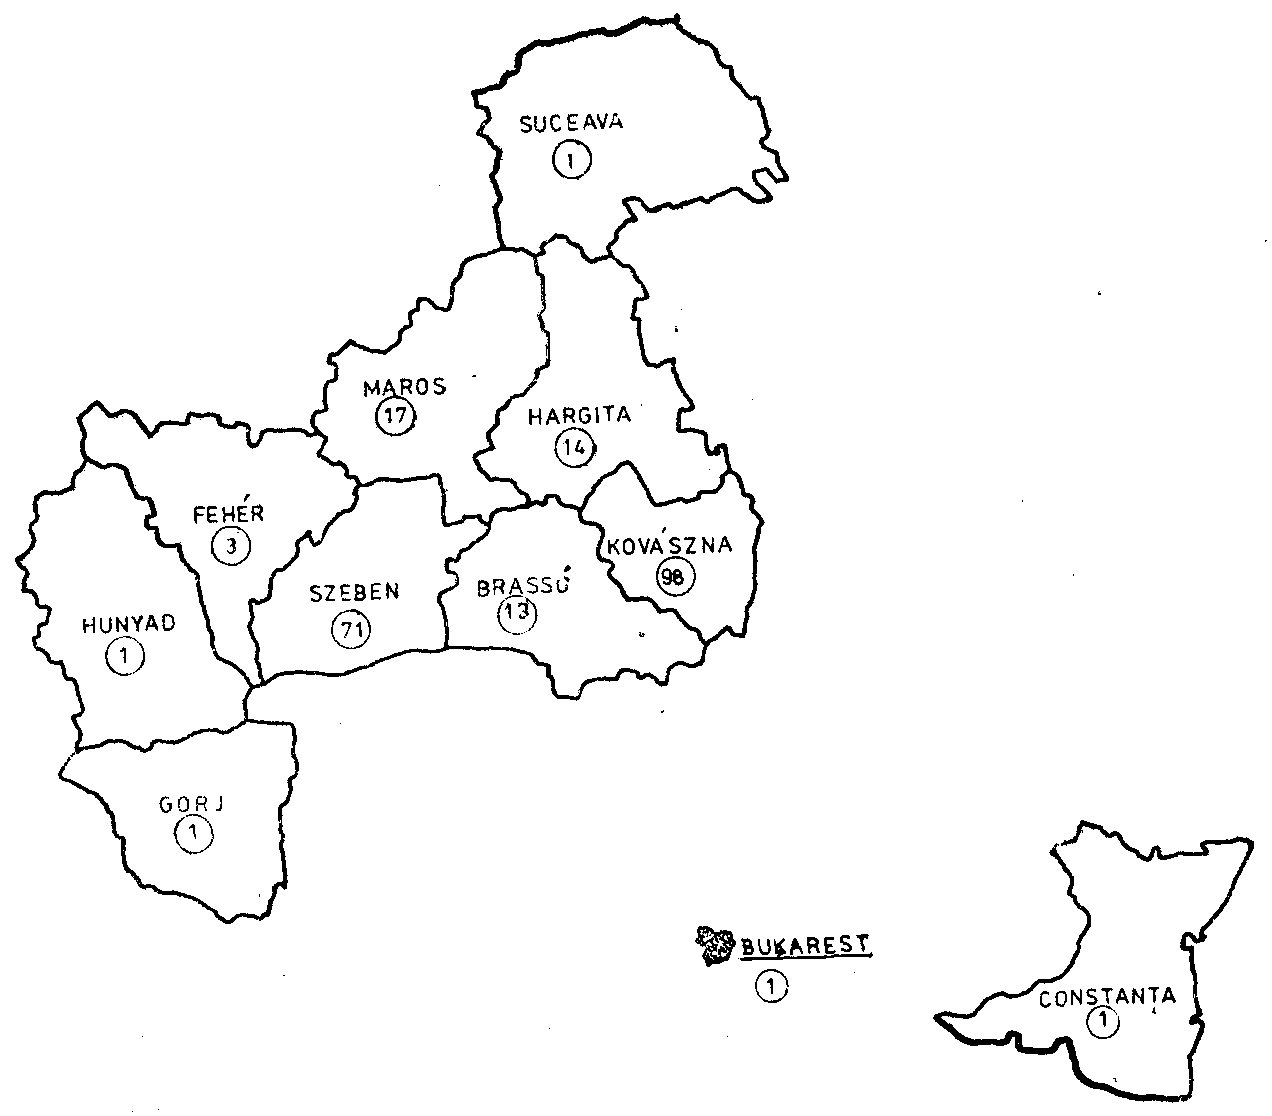 SUCEAVA
1
MAROS
17
HARGITA
14
FEHÉR
3
KOVÁSZNA
98
SZEBEN
71
BRASSÓ
13
HUNYAD
1
GORJ
1
BUKAREST
1
CONSTANȚA
1